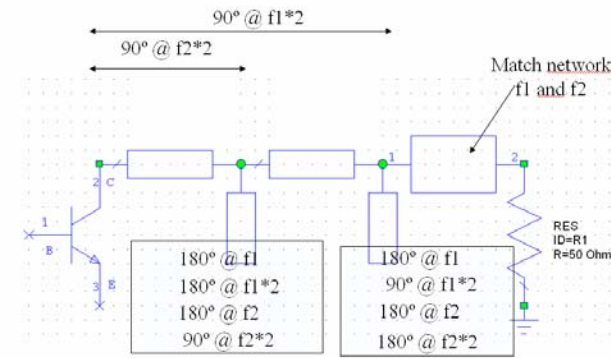 90º @ f1*2
90º @ f2*2
Match network
f1 and f2
1
2
2
C
1
B
3
E
RES
ID=R1
R=50 Ohm
180º @ f1
180º @ f1*2
180º @ f2
90º @ f2*2
180º @ f1
90º @ f1*2
180º @ f2
180º @ f2*2